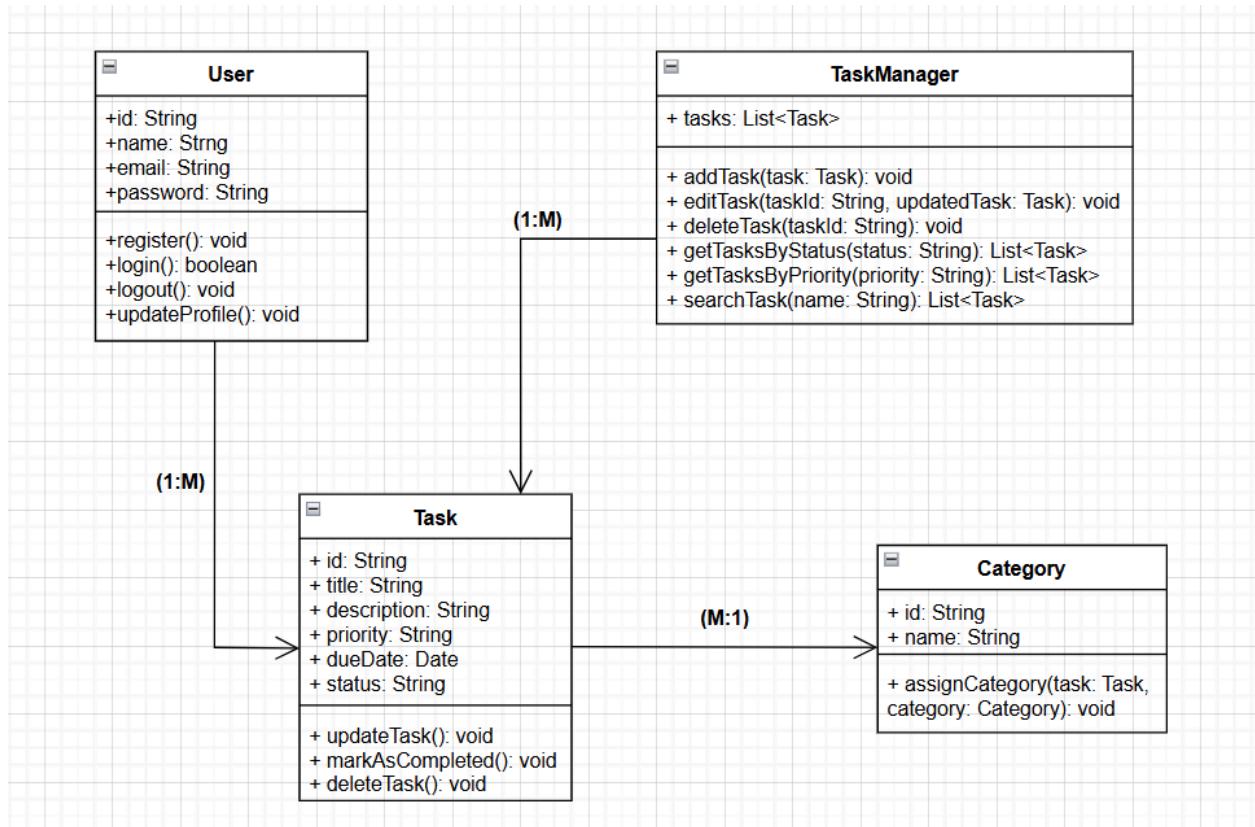 User
+id: String
+name: Strng
+email: String
+password: String
+register(): void
+login(): boolean
+logout(): void
+updateProfile(): void
TaskManager
+ tasks: List<Task>
+ addTask(task: Task): void
+ editTask(taskId: String, updatedTask: Task): void
+ deleteTask(taskId: String): void
+ getTasksByStatus(status: String): List<Task>
+ getTasksByPriority(priority: String): List<Task>
+ searchTask(name: String): List<Task>
(1:M)
(1:M)
Task
+ id: String
+ title: String
+ description: String
+ priority: String
+ dueDate: Date
+ status: String
+ updateTask(): void
+ markAsCompleted(): void
+ deleteTask(): void
(M:1)
Category
+ id: String
+ name: String
+ assignCategory(task: Task,
category: Category): void